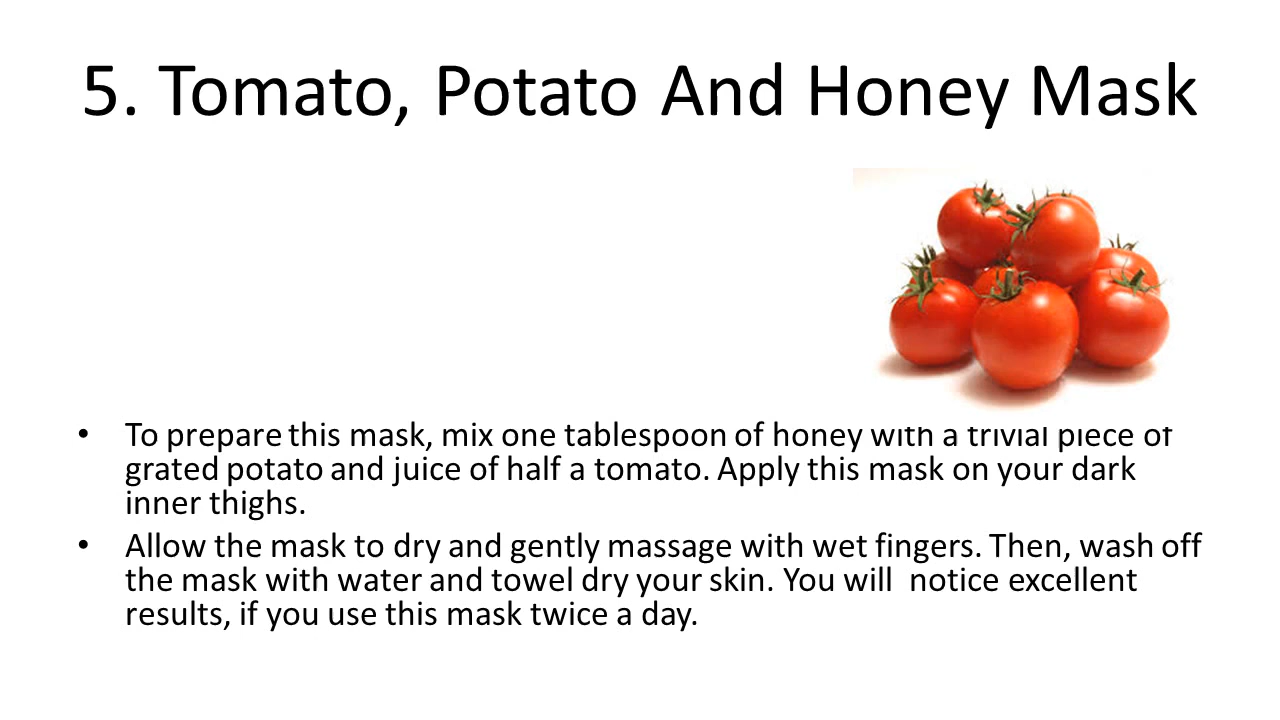 5. Tomato, Potato And Honey Mask
• To prepare this mask, mix one tablespoon of honey with a trivial piece of
grated potato and juice of half a tomato. Apply this mask on your dark
inner thighs.
• Allow the mask to dry and gently massage with wet fingers. Then, wash off
the mask with water and towel dry your skin. You will  notice excellent
results, if you use this mask twice a day.